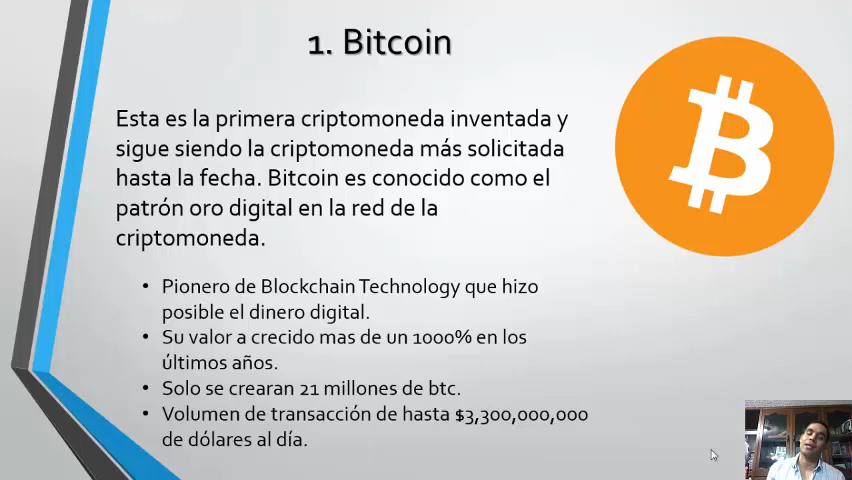 1. Bitcoin
Esta es la primera criptomoneda inventada y
sigue siendo la criptomoneda más solicitada
hasta la fecha. Bitcoin es conocido como el
patrón oro digital en la red de la
criptomoneda.
• Pionero de Blockchain Technology que hizo
posible el dinero digital.
• Su valor a crecido mas de un 1000% en los
últimos años.
• Solo se crearan 21 millones de btc.
• Volumen de transacción de hasta $3,300,000,000
de dólares al día.